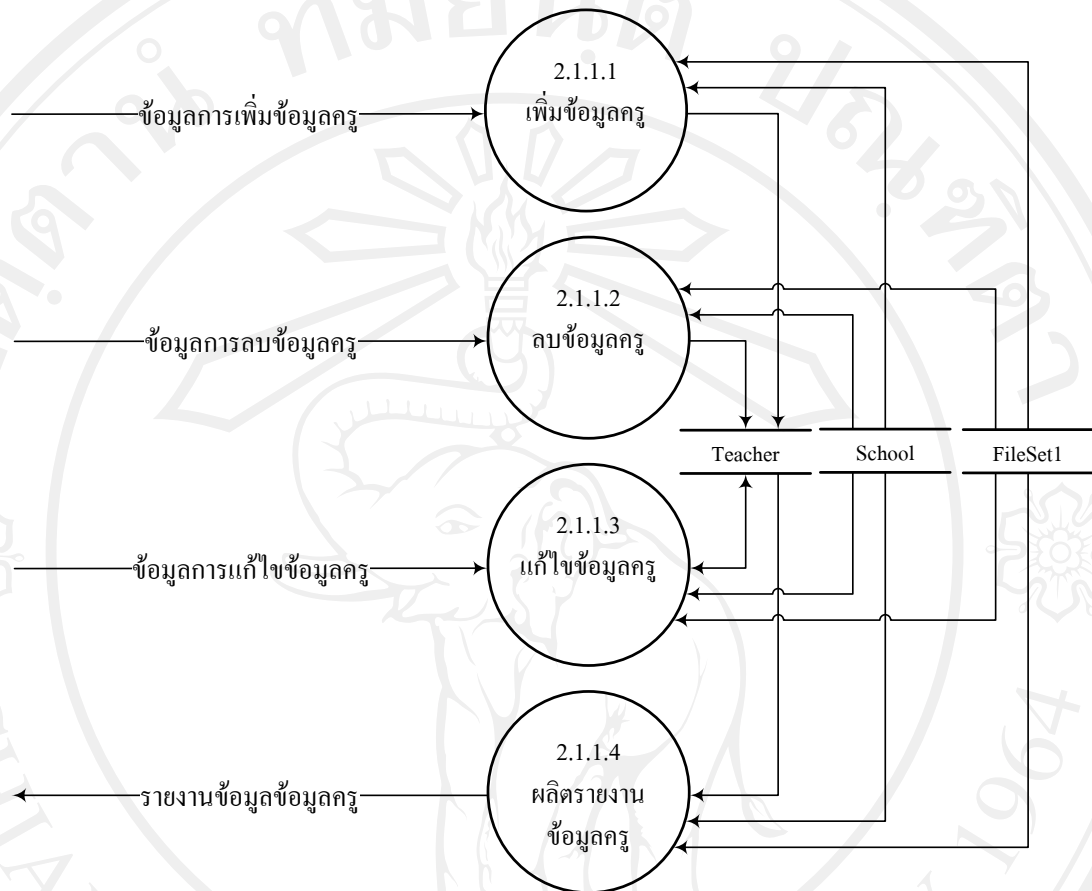 2.1.1.1
เพิ่มข้อมูลครู
ข้อมูลการเพิ่มข้อมูลครู
2.1.1.2
ลบข้อมูลครู
ข้อมูลการลบข้อมูลครู
Teacher
School
FileSet1
2.1.1.3
แก้ไขข้อมูลครู
ข้อมูลการแก้ไขข้อมูลครู
2.1.1.4
ผลิตรายงาน
ข้อมูลครู
รายงานข้อมูลข้อมูลครู
1964